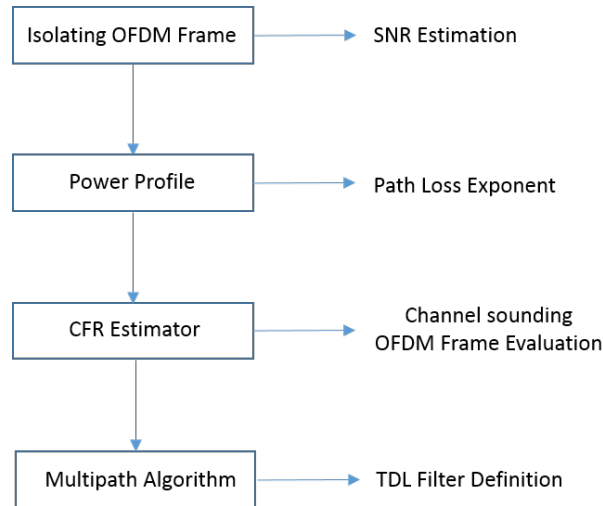 Isolating OFDM Frame
SNR Estimation
Power Profile
Path Loss Exponent
CFR Estimator
Channel sounding
OFDM Frame Evaluation
Multipath Algorithm
TDL Filter Definition